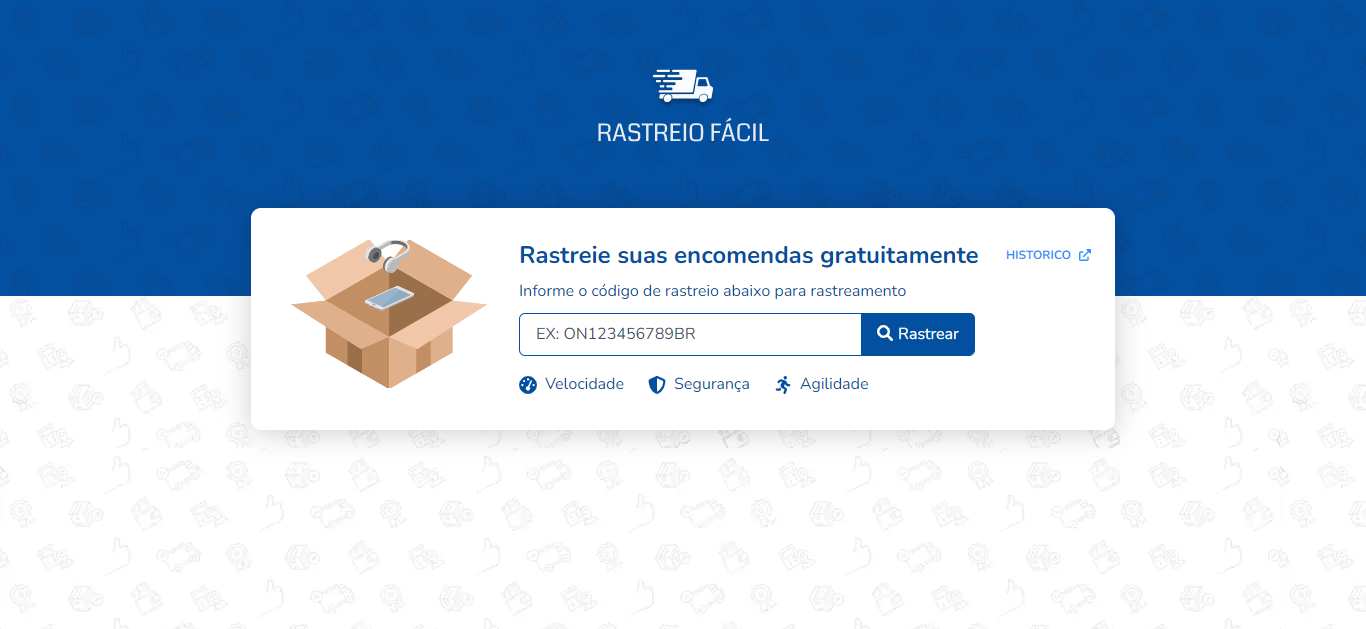 RASTREIO FÁCIL
Rastreie suas encomendas gratuitamente
HISTORICO
Informe o código de rastreio abaixo para rastreamento
EX: ON123456789BR
Rastrear
Velocidade
Segurança
Agilidade